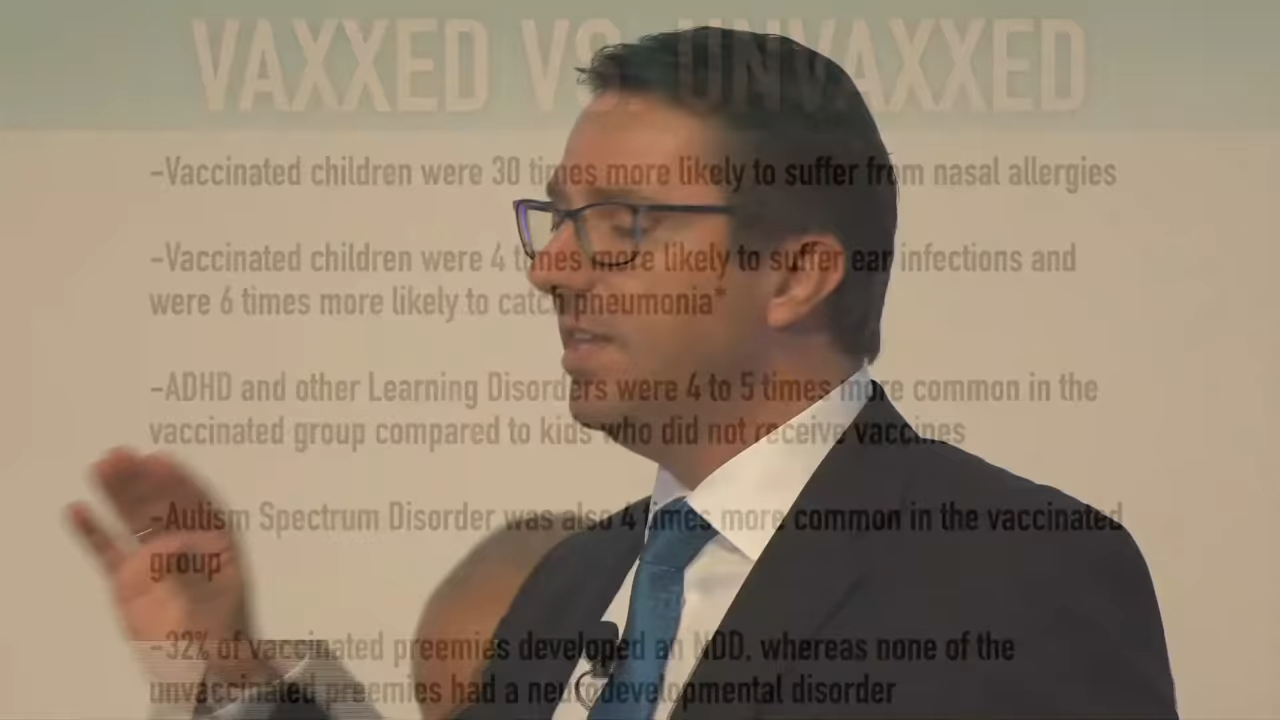 VAXXED VS. UNVAXXED
-Vaccinated children were 30 times more likely to suffer from nasal allergies
-Vaccinated children were 4 times more likely to suffer ear infections and
were 6 times more likely to catch pneumonia*
-ADHD and other Learning Disorders were 4 to 5 times more common in the
vaccinated group compared to kids who did not receive vaccines
-Autism Spectrum Disorder was also 4 times more common in the vaccinated
group
-32% of vaccinated preemies developed an NDD, whereas none of the
unvaccinated preemies had a neurodevelopmental disorder